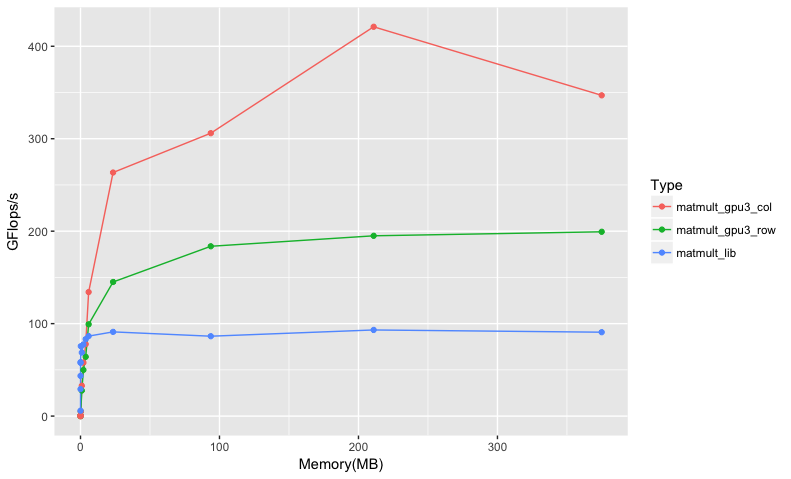 400
300
200
100
0
GFlops/s
0
100
200
300
Memory(MB)
Type
matmult_gpu3_col
matmult_gpu3_row
matmult_lib